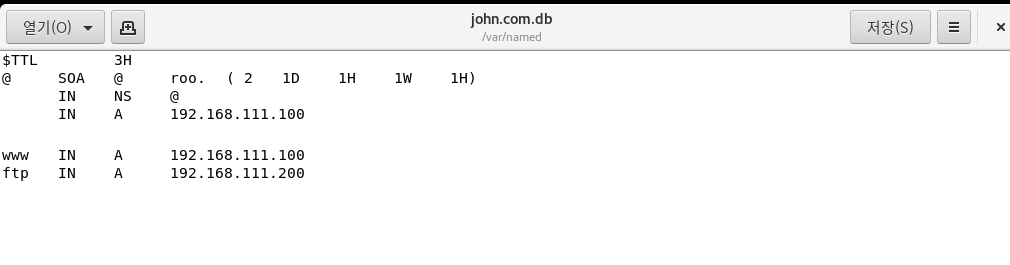 열기(O)
john.com.db
/var/named
저장(S)
$TTL 3H
@ SOA @ roo. ( 2 1D 1H 1W 1H)
IN NS @
IN A 192.168.111.100
www IN A 192.168.111.100
ftp IN A 192.168.111.200